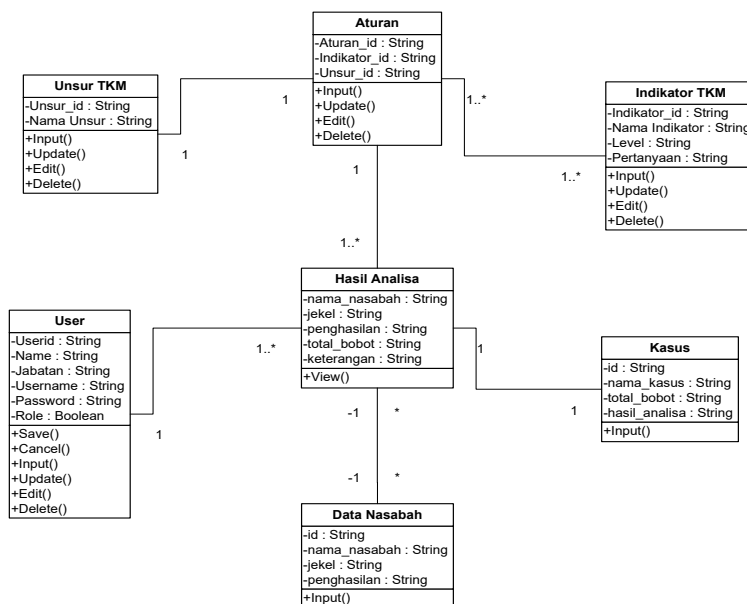 Aturan
-Aturan_id : String
-Indikator_id : String
-Unsur_id : String
+Input()
+Update()
+Edit()
+Delete()
Unsur TKM
-Unsur_id : String
-Nama Unsur : String
+Input()
+Update()
+Edit()
+Delete()
1
1
Indikator TKM
-Indikator_id : String
-Nama Indikator : String
-Level : String
-Pertanyaan : String
+Input()
+Update()
+Edit()
+Delete()
1..*
1..*
1
1..*
Hasil Analisa
-nama_nasabah : String
-jekel : String
-penghasilan : String
-total_bobot : String
-keterangan : String
+View()
User
-Userid : String
-Name : String
-Jabatan : String
-Username : String
-Password : String
-Role : Boolean
+Save()
+Cancel()
+Input()
+Update()
+Edit()
+Delete()
1..*
1
Kasus
-id : String
-nama_kasus : String
-total_bobot : String
-hasil_analisa : String
+Input()
1
1
-1 *
-1 *
Data Nasabah
-id : String
-nama_nasabah : String
-jekel : String
-penghasilan : String
+Input()